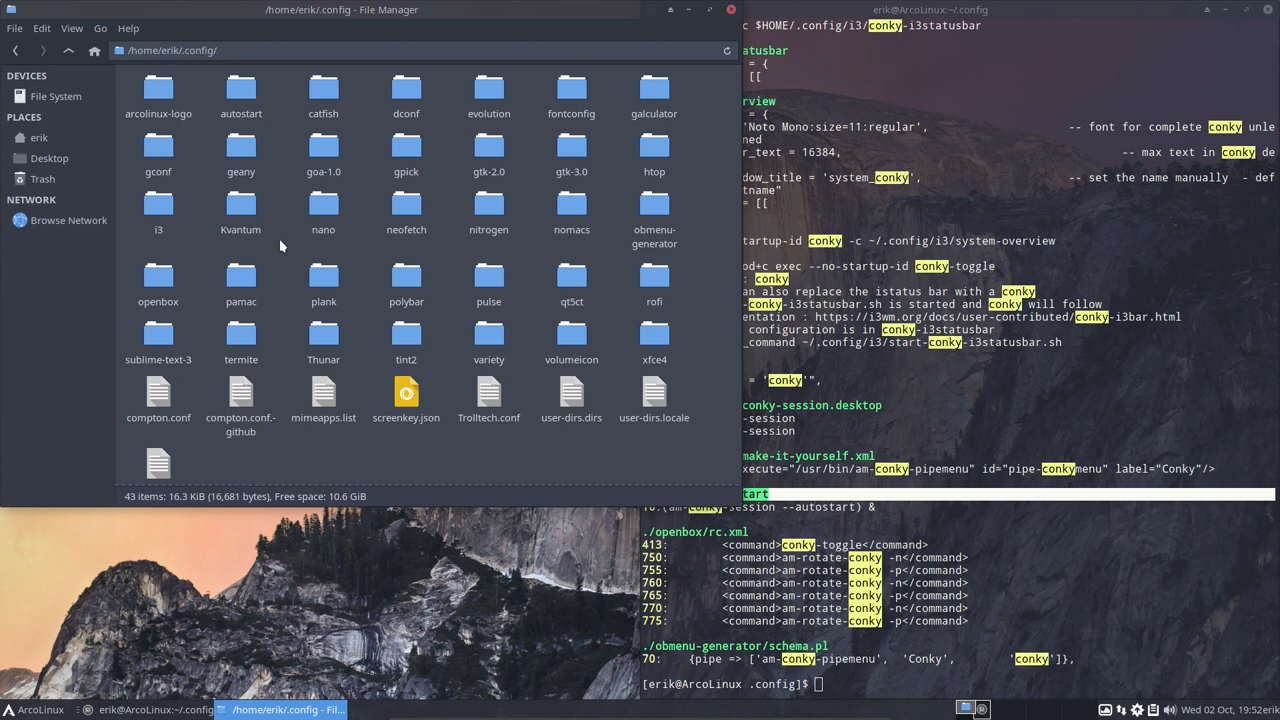 /home/erik/.config - File Manager
File Edit View Go Help
/home/erik/.config/
DEVICES
File System
PLACES
erik
Desktop
Trash
NETWORK
Browse Network
arcolinux-logo autostart catfish dconf evolution fontconfig galculator
gconf geany goa-1.0 gpick gtk-2.0 gtk-3.0 htop
i3 Kvantum nano neofetch nitrogen nomacs obmenu-
generator
openbox pamac plank polybar pulse qt5ct rofi
sublime-text-3 termite Thunar tint2 variety volumeicon xfce4
compton.conf compton.conf.- mimeapps.list screenkey.json Trolltech.conf user-dirs.dirs user-dirs.locale
github
43 items: 16.3 KiB (16,681 bytes), Free space: 10.6 GiB
erik@ArcoLinux:~/.config
c $HOME/.config/i3/conky-i3statusbar
atusbar
= {
[[
rview
= {
'Noto Mono:size=11:regular', -- font for complete conky unle
ned
r_text = 16384, -- max text in conky de
dow_title = 'system_conky', -- set the name manually - def
tname"
= [[
artup-id conky -c ~/.config/i3/system-overview
od+c exec --no-startup-id conky-toggle
: conky
an also replace the istatus bar with a conky
-conky-i3statusbar.sh is started and conky will follow
entation : https://i3wm.org/docs/user-contributed/conky-i3bar.html
configuration is in conky-i3statusbar
_command ~/.config/i3/start-conky-i3statusbar.sh
= 'conky'",
conky-session.desktop
-session
-session
make-it-yourself.xml
execute="/usr/bin/am-conky-pipemenu" id="pipe-conkymenu" label="Conky"/>
tart
16:(am-conky-session --autostart) &
./openbox/rc.xml
413: <command>conky-toggle</command>
750: <command>am-rotate-conky -n</command>
755: <command>am-rotate-conky -p</command>
760: <command>am-rotate-conky -n</command>
765: <command>am-rotate-conky -p</command>
770: <command>am-rotate-conky -n</command>
775: <command>am-rotate-conky -p</command>
./obmenu-generator/schema.pl
70: {pipe => ['am-conky-pipemenu', 'Conky', 'conky']},
[erik@ArcoLinux .config]$
ArcoLinux erik@ArcoLinux:~/.config /home/erik/.config - Fil... Wed 02 Oct, 19:52 erik